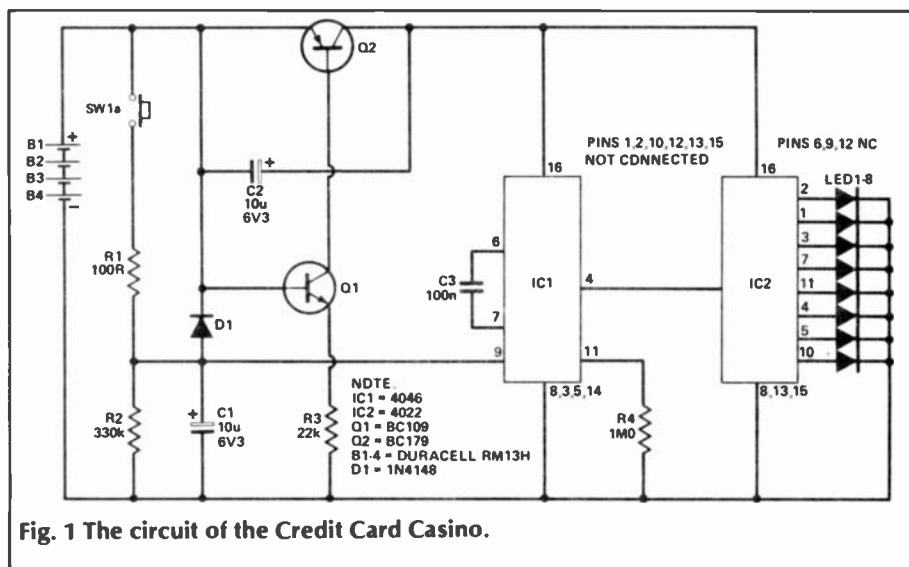 Q2
SW1a
B1
B2
B3
B4
+
-
PINS 1,2,10,12,13,15
NOT CDNNECTED
PINS 6,9,12 NC
LED1-8
+
C2
10u
6V3
16
16
2
1
3
7
11
4
5
10
R1
100R
Q1
6
C3
100n
7
IC1
4
IC2
D1
9
11
8,3,5,14
8,13,15
R2
330k
+
C1
10u
6V3
R3
22k
NDTE.
IC1 = 4046
IC2 = 4022
Q1 = BC109
Q2 = BC179
B1-4 = DURACELL RM13H
D1 = 1N4148
R4
1M0
Fig. 1 The circuit of the Credit Card Casino.